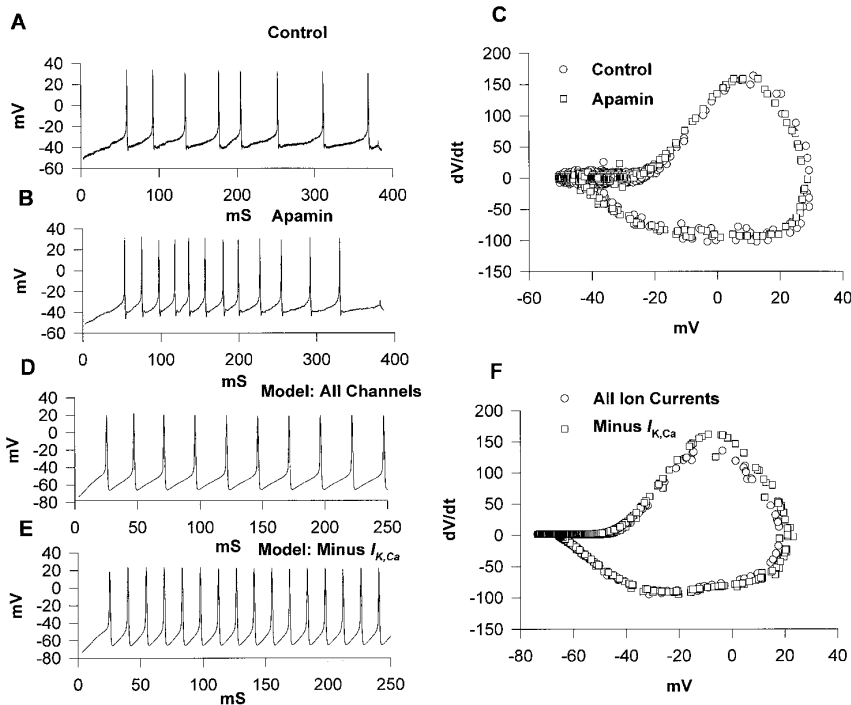 A
Control
40
20
0
-20
-40
-60
mV
0 100 200 300 400
mS
B
Apamin
40
20
0
-20
-40
-60
mV
0 100 200 300 400
mS
C
Control
Apamin
200
150
100
50
0
-50
-100
-150
dV/dt
-60 -40 -20 0 20 40
mV
D
Model: All Channels
40
20
0
-20
-40
-60
-80
mV
0 50 100 150 200 250
mS
E
Model: Minus I K,Ca
40
20
0
-20
-40
-60
-80
mV
0 50 100 150 200 250
mS
F
All Ion Currents
Minus I K,Ca
200
150
100
50
0
-50
-100
-150
dV/dt
-80 -60 -40 -20 0 20 40
mV